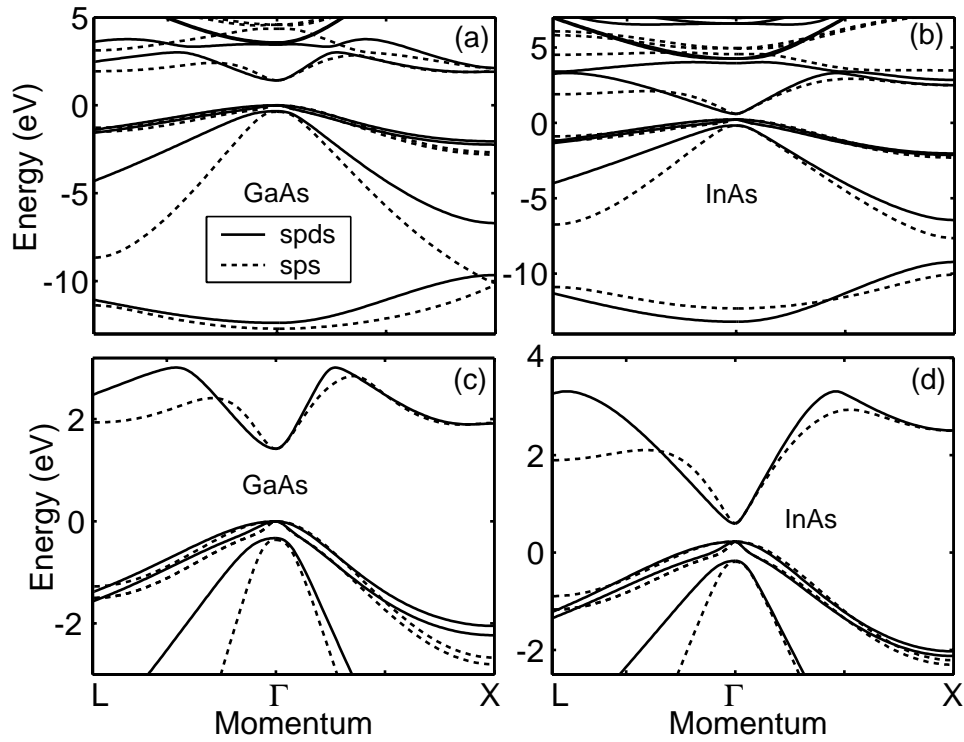 (a)
5
0
-5
-10
Energy (eV)
GaAs
spds
sps
(b)
5
0
-5
-10
InAs
(c)
2
0
-2
Energy (eV)
GaAs
L
Γ
X
Momentum
(d)
4
2
0
-2
InAs
L
Γ
X
Momentum